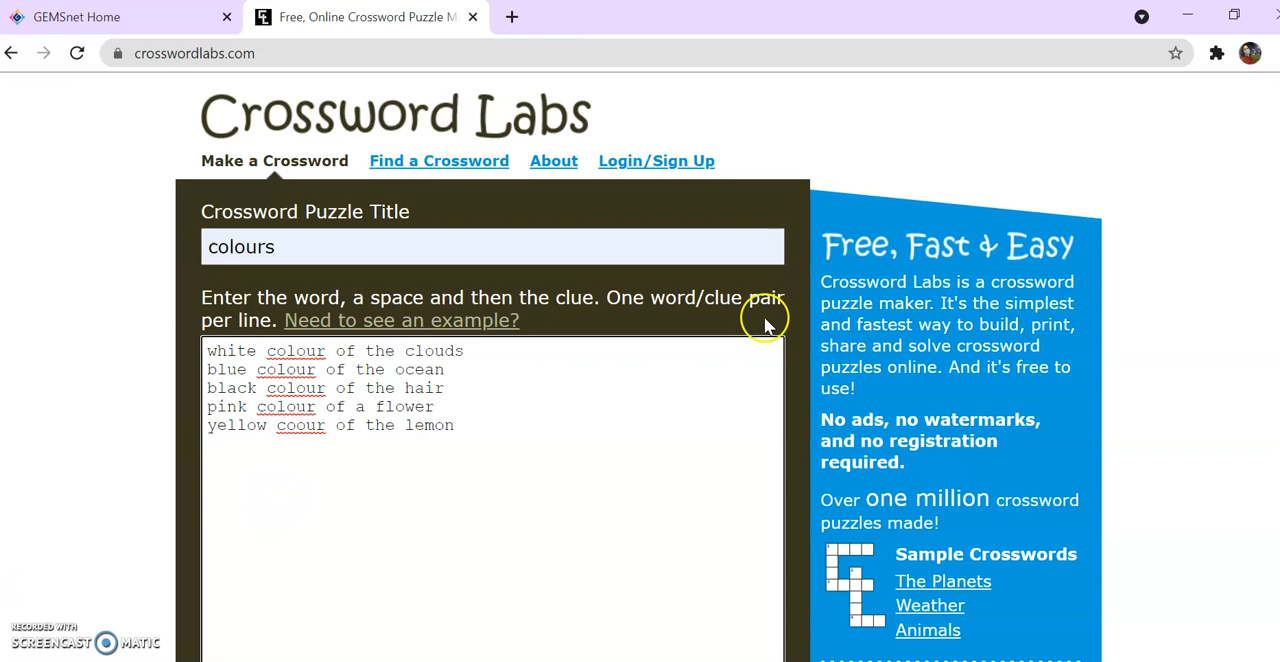 GEMSnet Home
Free, Online Crossword Puzzle M
crosswordlabs.com
Crossword Labs
Make a Crossword Find a Crossword About Login/Sign Up
Crossword Puzzle Title
colours
Enter the word, a space and then the clue. One word/clue pair
per line. Need to see an example?
white colour of the clouds
blue colour of the ocean
black colour of the hair
pink colour of a flower
yellow coour of the lemon
Free, Fast & Easy
Crossword Labs is a crossword
puzzle maker. It's the simplest
and fastest way to build, print,
share and solve crossword
puzzles online. And it's free to
use!
No ads, no watermarks,
and no registration
required.
Over one million crossword
puzzles made!
Sample Crosswords
The Planets
Weather
Animals
RECORDED WITH
SCREENCAST MATIC